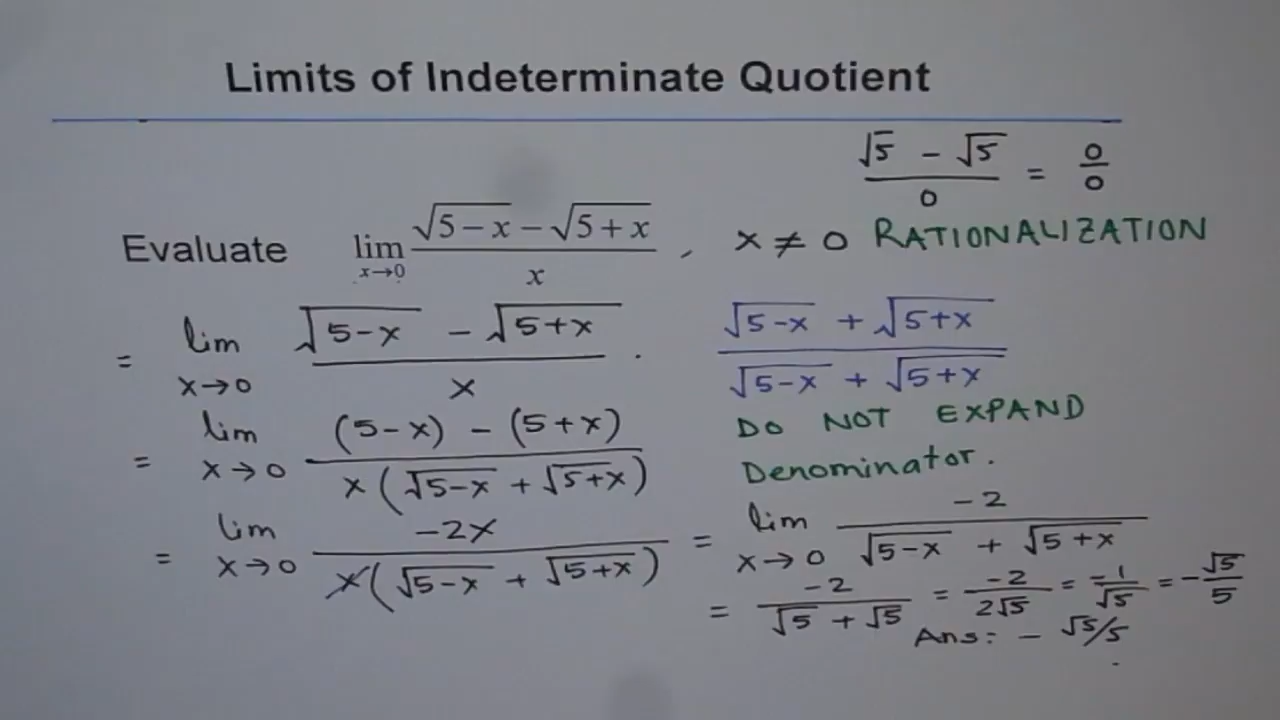 Limits of Indeterminate Quotient
(√5 - √5)/0 = 0/0
Evaluate lim x→0 (√(5-x) - √(5+x))/x , x ≠ 0 RATIONALIZATION
= lim x→0 (√(5-x) - √(5+x))/x · (√(5-x) + √(5+x))/(√(5-x) + √(5+x))
= lim x→0 ((5-x) - (5+x))/(x(√(5-x) + √(5+x)))
DO NOT EXPAND
Denominator.
= lim x→0 -2x/(x(√(5-x) + √(5+x))) = lim x→0 -2/(√(5-x) + √(5+x))
= -2/(√5 + √5) = -2/(2√5) = -1/√5 = -√5/5
Ans: - √5/5